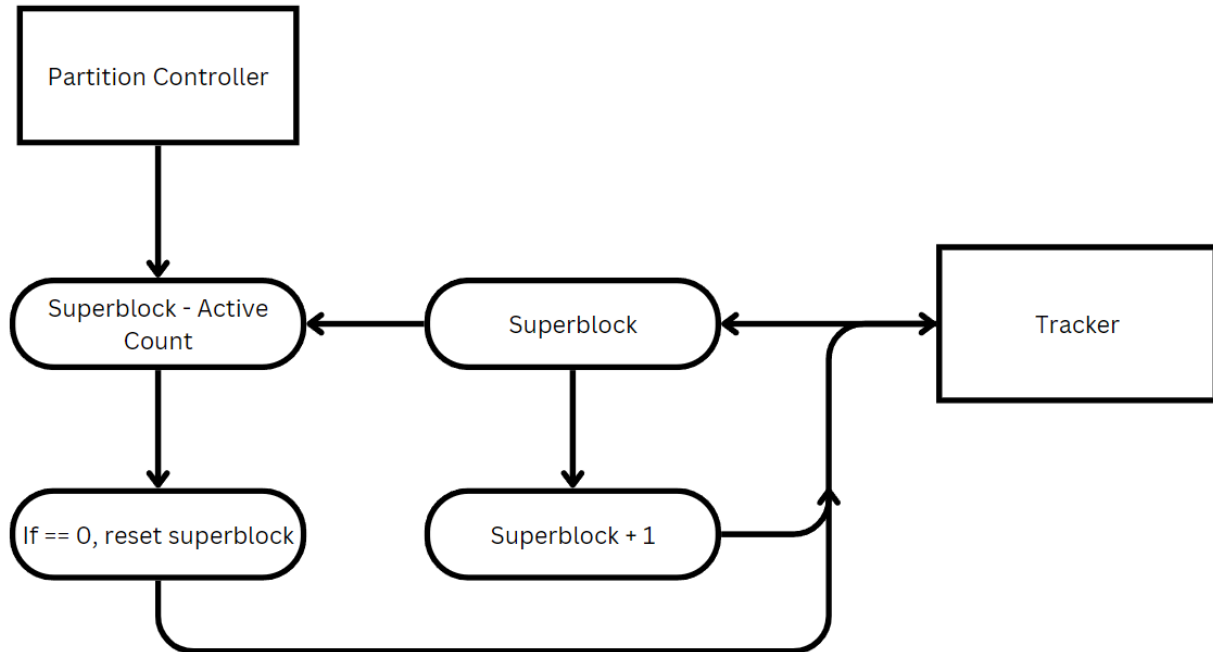 Partition Controller
Superblock - Active
Count
Superblock
Tracker
If == 0, reset superblock
Superblock + 1